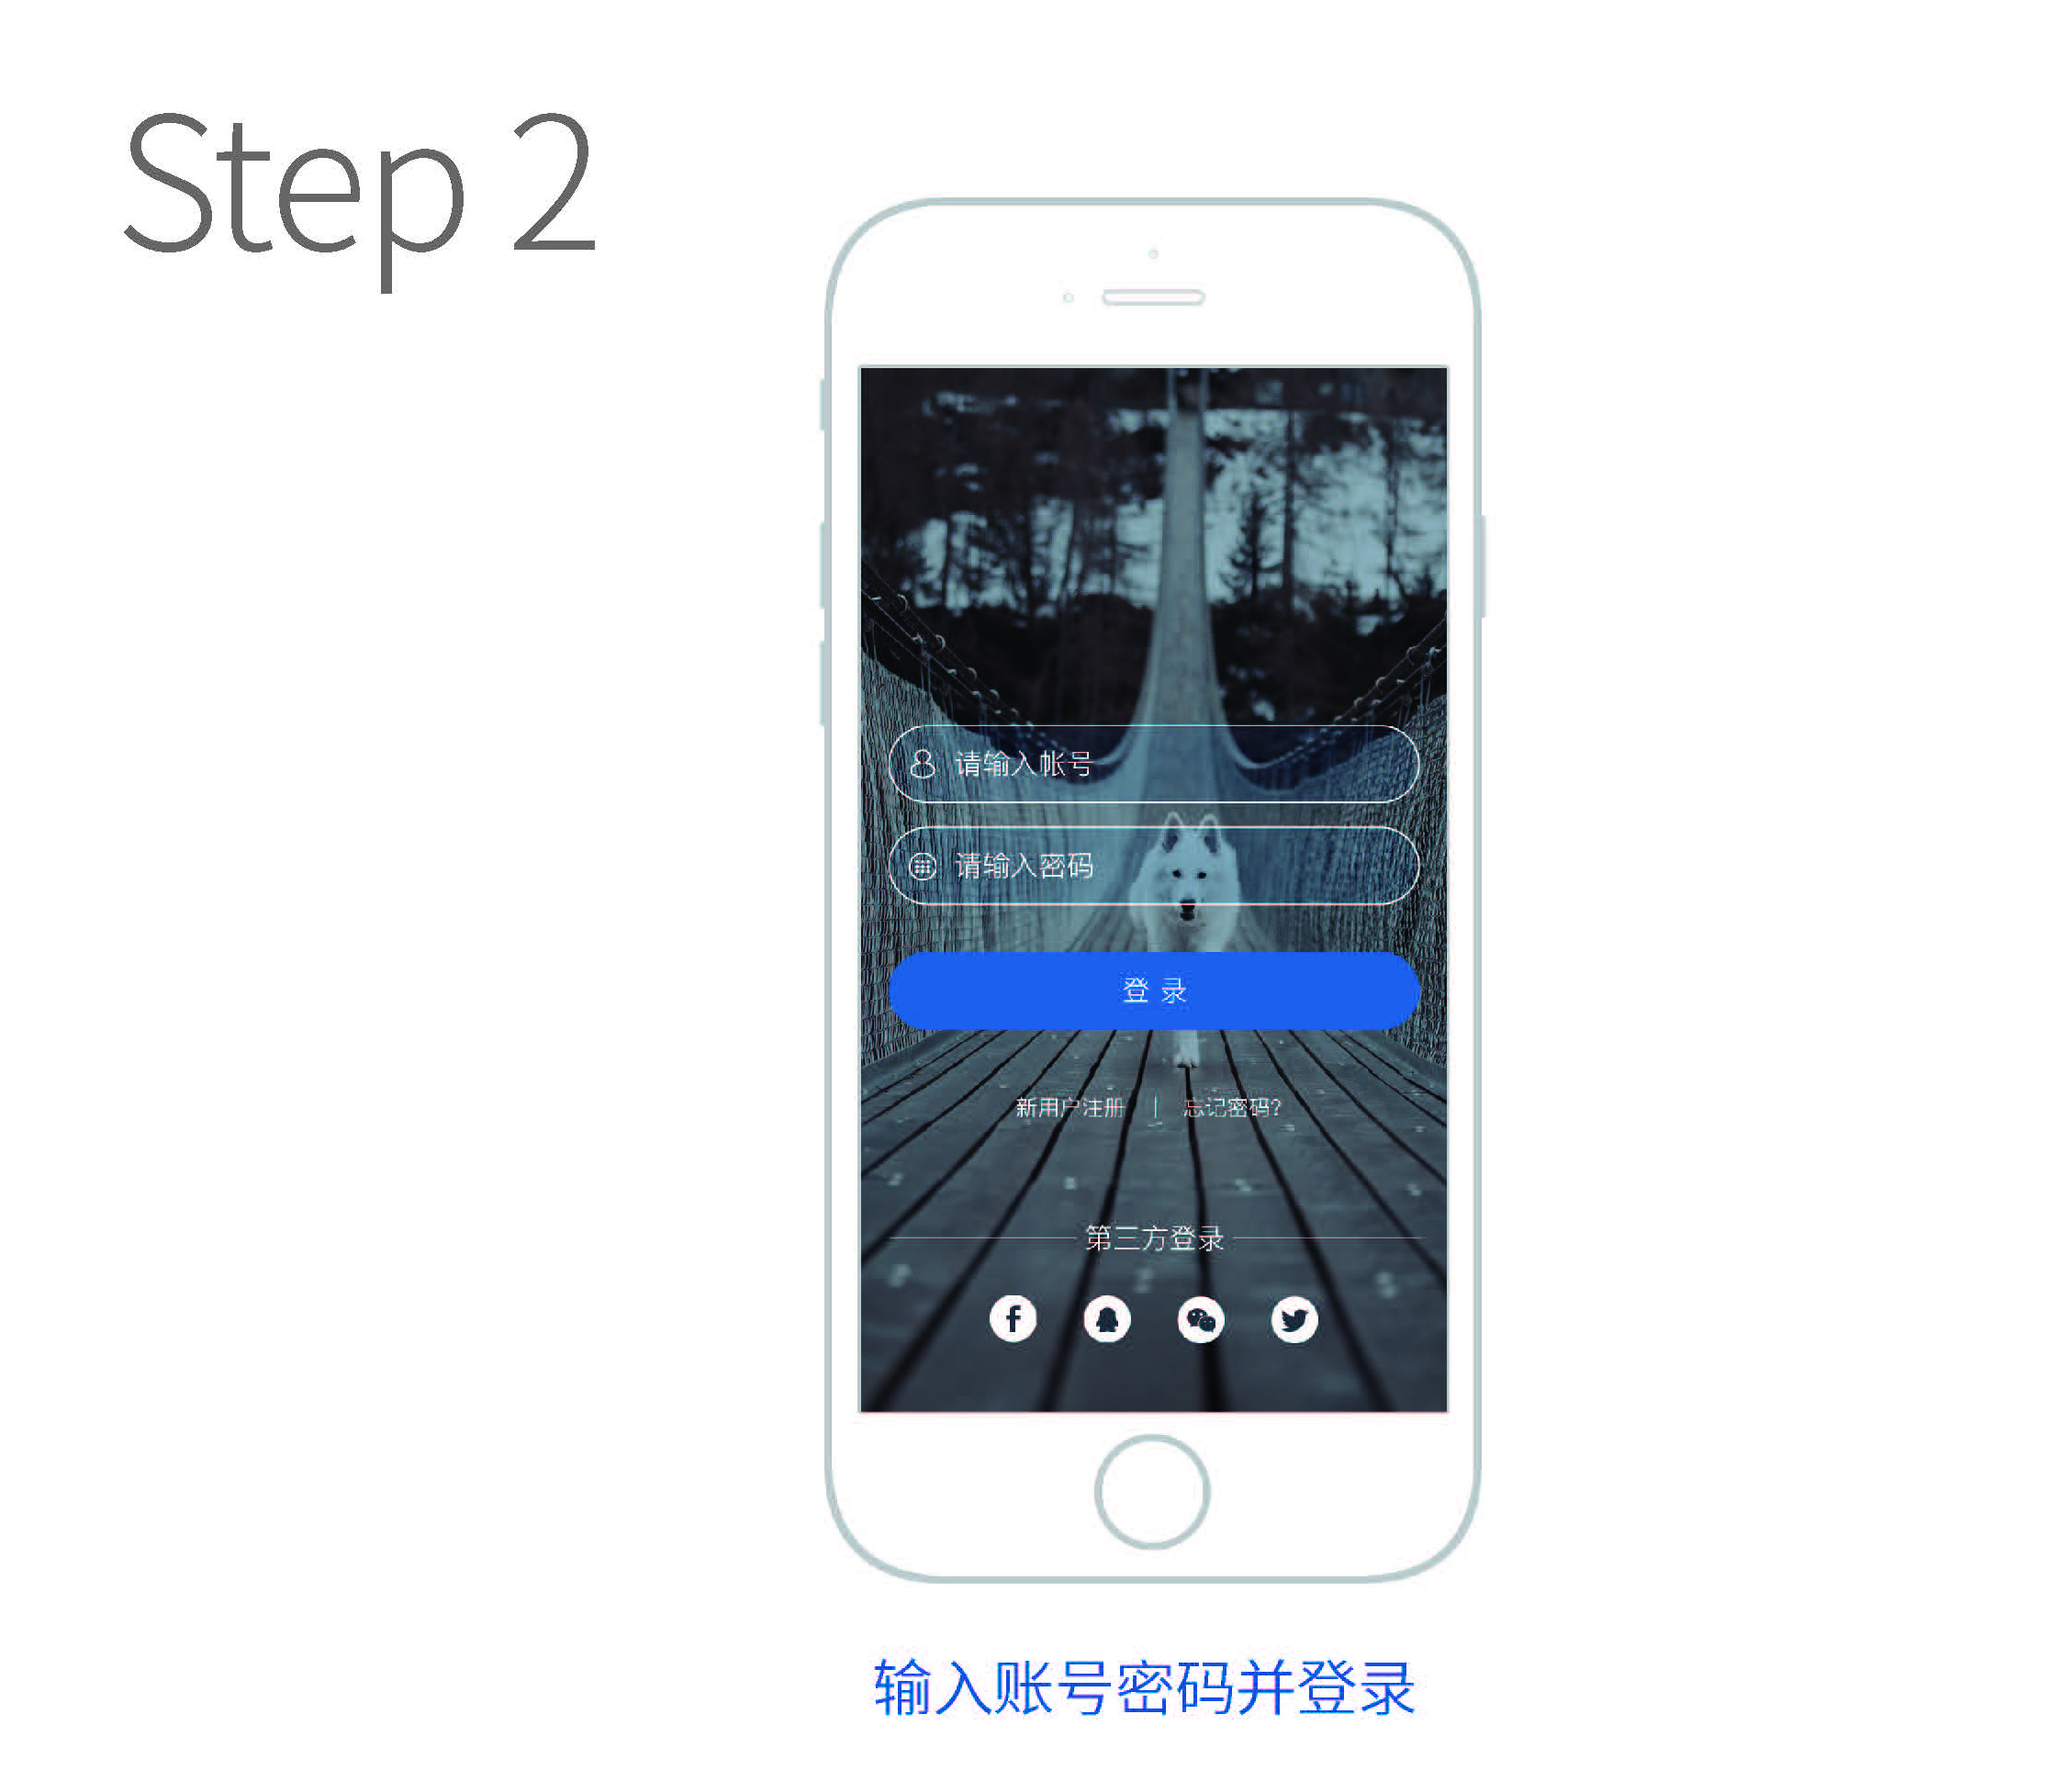 Step 2
请输入帐号
请输入密码
登 录
新用户注册 | 忘记密码?
第三方登录
输入账号密码并登录